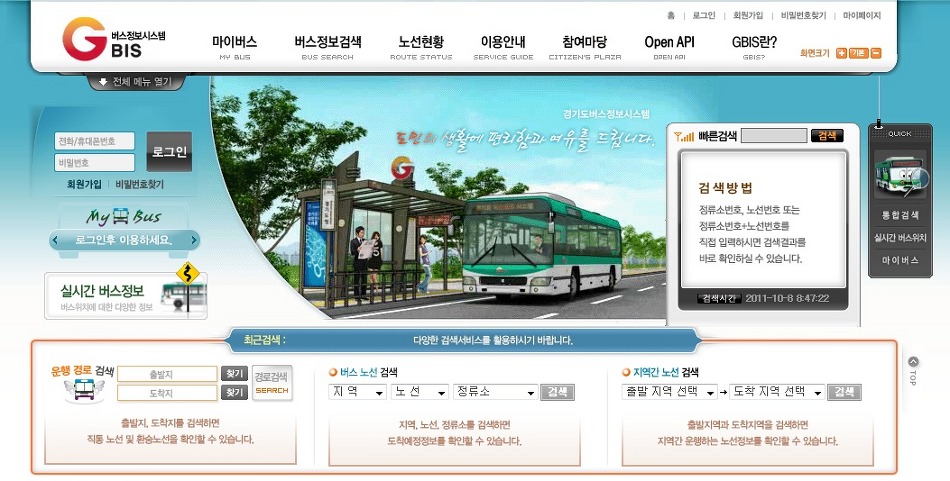 홈 | 로그인 | 회원가입 | 비밀번호찾기 | 마이페이지
G 버스정보시스템
BIS
마이버스 버스정보검색 노선현황 이용안내 참여마당 Open API GBIS란?
MY BUS BUS SEARCH ROUTE STATUS SERVICE GUIDE CITIZEN'S PLAZA OPEN API GBIS?
화면크기 + 기본 -
전체 메뉴 열기
전화/휴대폰번호
비밀번호
로그인
회원가입 | 비밀번호찾기
My Bus
로그인후 이용하세요.
실시간 버스정보
버스위치에 대한 다양한 정보
경기도버스정보시스템
도민의 생활에 편리함과 여유를 드립니다.
빠른검색 검색
검색방법
정류소번호, 노선번호 또는
정류소번호+노선번호를
직접 입력하시면 검색결과를
바로 확인하실 수 있습니다.
검색시간 2011-10-8 8:47:22
QUICK
통합검색
실시간 버스위치
마이버스
최근검색 : 다양한 검색서비스를 활용하시기 바랍니다.
운행 경로 검색
출발지 찾기
도착지 찾기
경로검색
SEARCH
출발지, 도착지를 검색하면
직통 노선 및 환승노선을 확인할 수 있습니다.
버스 노선 검색
지 역 노 선 정류소 검색
지역, 노선, 정류소를 검색하면
도착예정정보를 확인할 수 있습니다.
지역간 노선 검색
출발 지역 선택 → 도착 지역 선택 검색
출발지역과 도착지역을 검색하면
지역간 운행하는 노선정보를 확인할 수 있습니다.
TOP